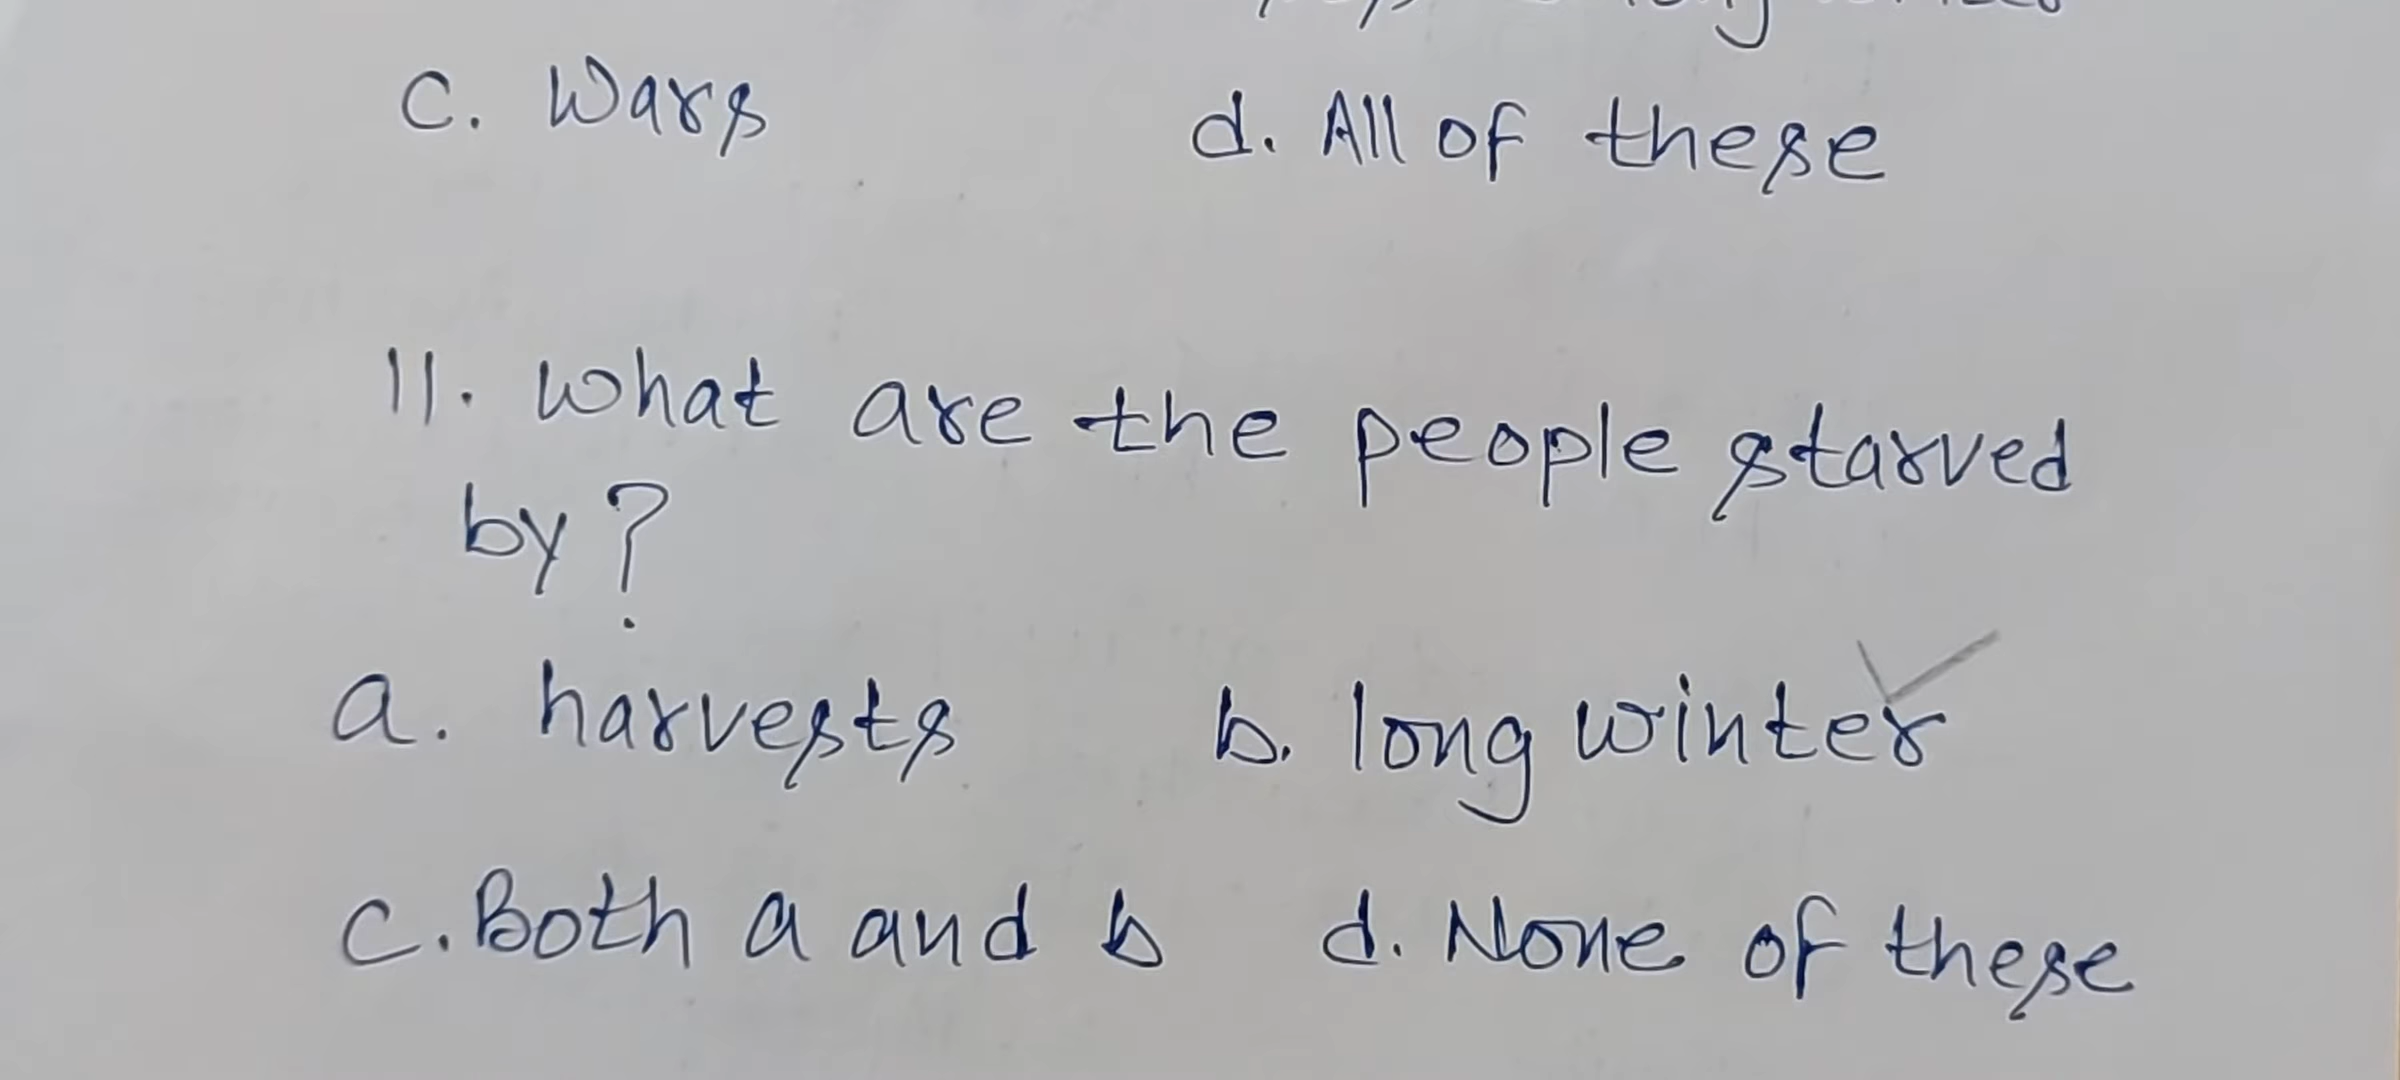 c. Wars
d. All of these
11. What are the people starved
by?
a. harvests
b. long winter
c. Both a and b
d. None of these